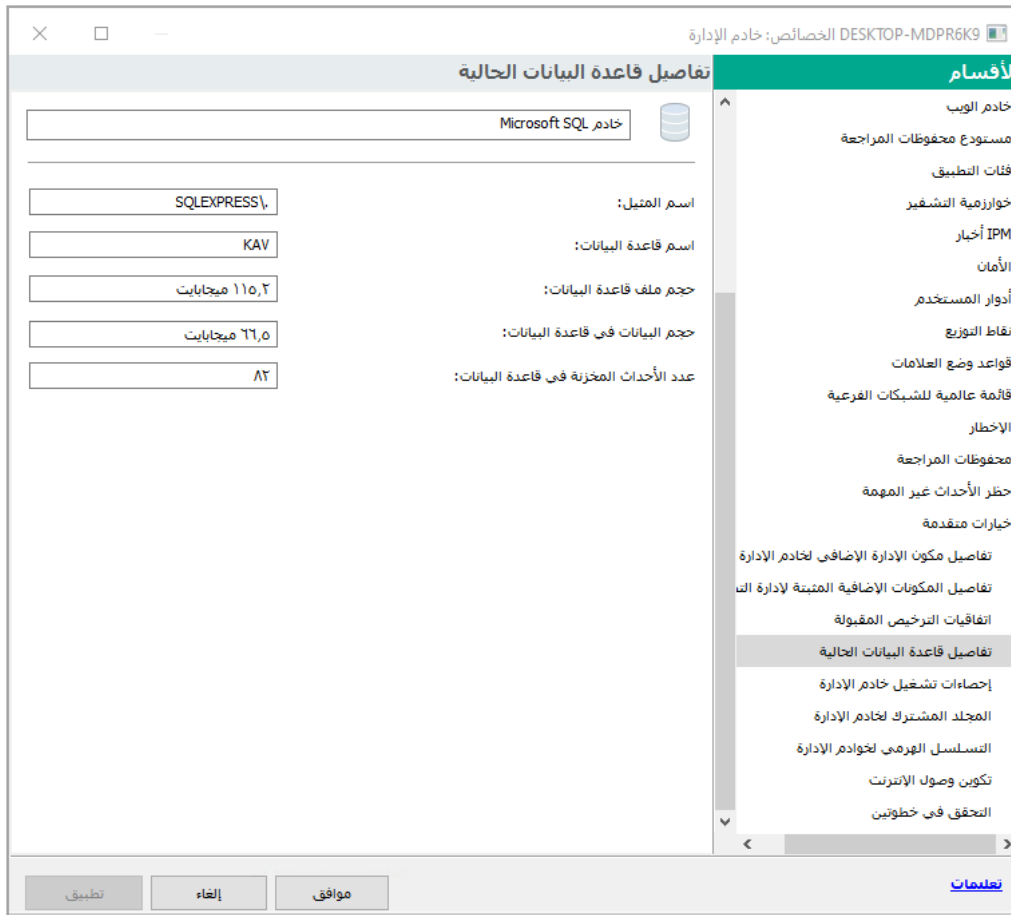 DESKTOP-MDPR6K9 الخصائص: خادم الإدارة
لأقسام
خادم الويب
مستودع محفوظات المراجعة
فئات التطبيق
خوارزمية التشفير
IPM أخبار
الأمان
أدوار المستخدم
نقاط التوزيع
قواعد وضع العلامات
قائمة عالمية للشبكات الفرعية
الإخطار
محفوظات المراجعة
حظر الأحداث غير المهمة
خيارات متقدمة
تفاصيل مكون الإدارة الإضافي لخادم الإدارة
تفاصيل المكونات الإضافية المثبتة لإدارة الت
اتفاقيات الترخيص المقبولة
تفاصيل قاعدة البيانات الحالية
إحصاءات تشغيل خادم الإدارة
المجلد المشترك لخادم الإدارة
التسلسل الهرمي لخوادم الإدارة
تكوين وصول الإنترنت
التحقق في خطوتين
تفاصيل قاعدة البيانات الحالية
خادم Microsoft SQL
اسم المثيل: SQLEXPRESS\.
اسم قاعدة البيانات: KAV
حجم ملف قاعدة البيانات: ١١٥,٢ ميجابايت
حجم البيانات في قاعدة البيانات: ٦٦,٥ ميجابايت
عدد الأحداث المخزنة في قاعدة البيانات: ٨٢
تعليمات
موافق إلغاء تطبيق